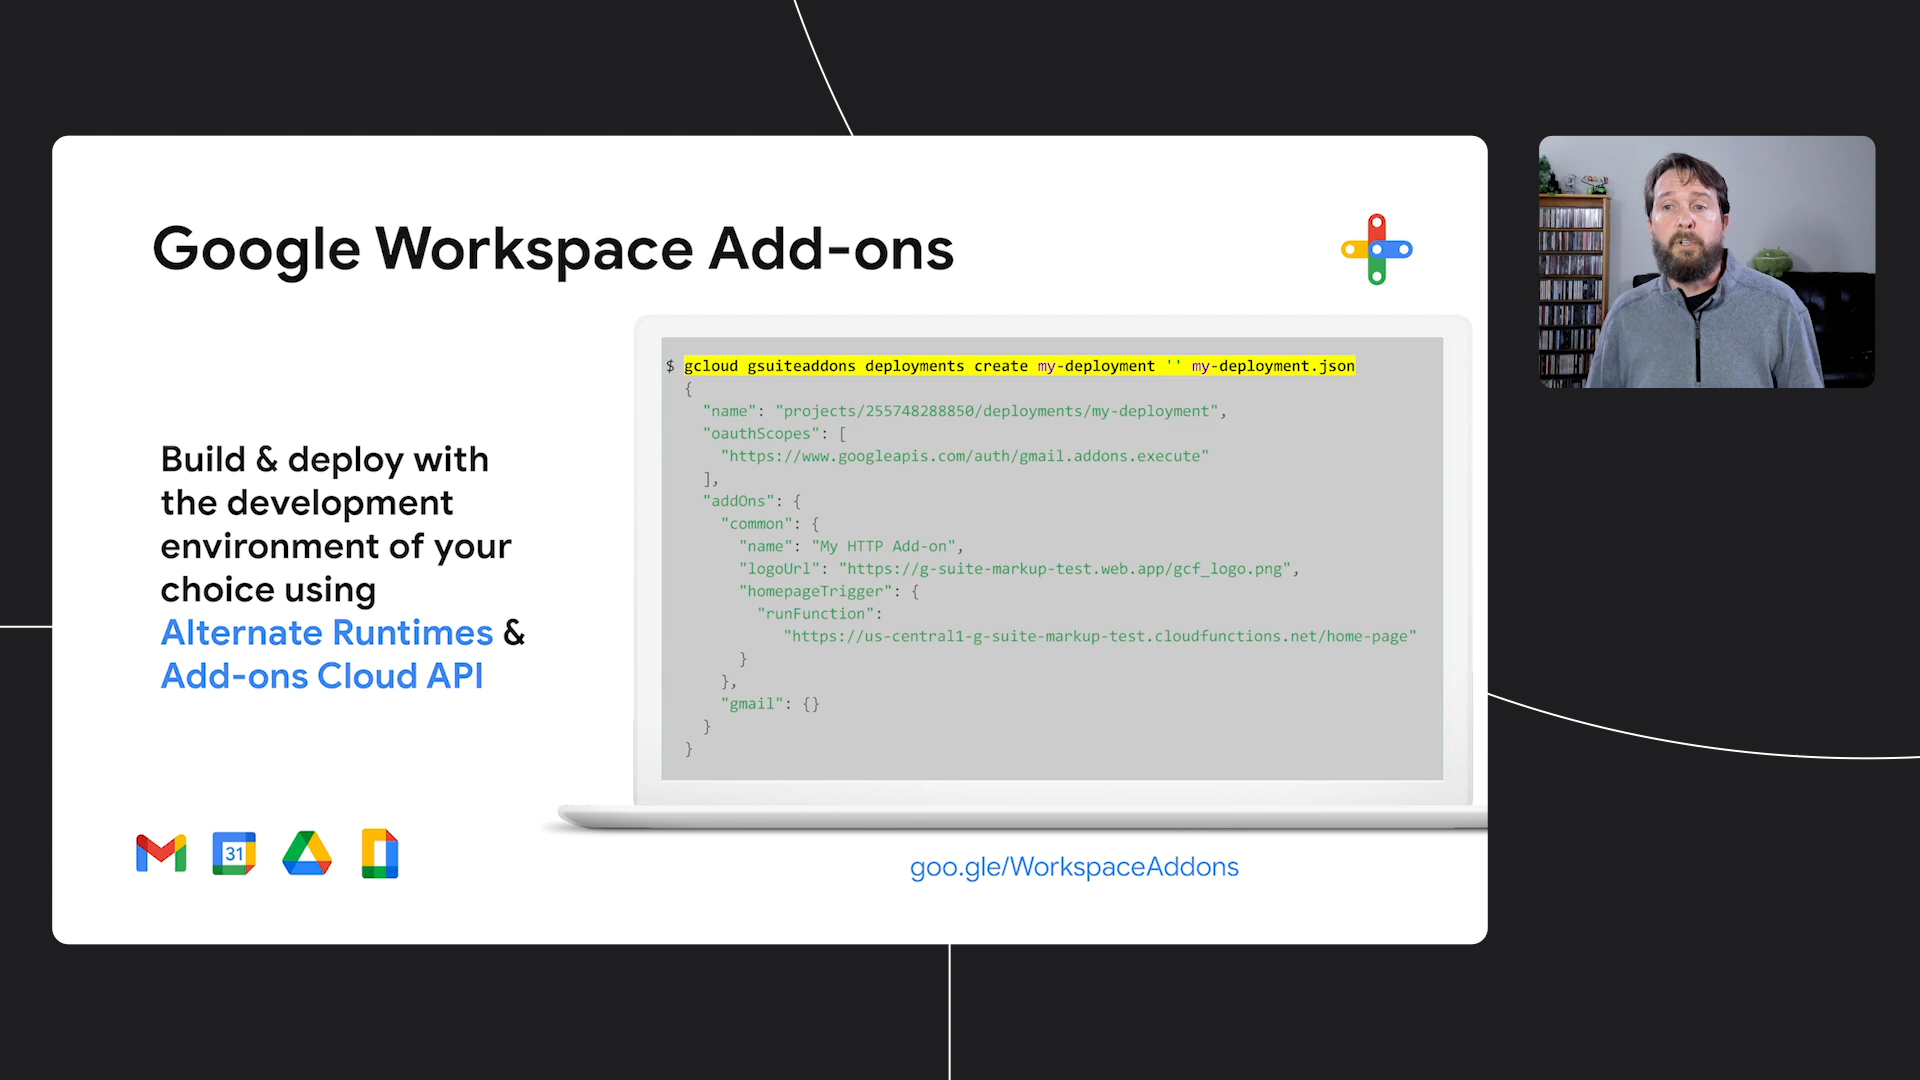 Google Workspace Add-ons
Build & deploy with
the development
environment of your
choice using
Alternate Runtimes &
Add-ons Cloud API
$ gcloud gsuiteaddons deployments create my-deployment '' my-deployment.json
{
"name": "projects/255748288850/deployments/my-deployment",
"oauthScopes": [
"https://www.googleapis.com/auth/gmail.addons.execute"
],
"addOns": {
"common": {
"name": "My HTTP Add-on",
"logoUrl": "https://g-suite-markup-test.web.app/gcf_logo.png",
"homepageTrigger": {
"runFunction":
"https://us-central1-g-suite-markup-test.cloudfunctions.net/home-page"
}
},
"gmail": {}
}
}
31
goo.gle/WorkspaceAddons